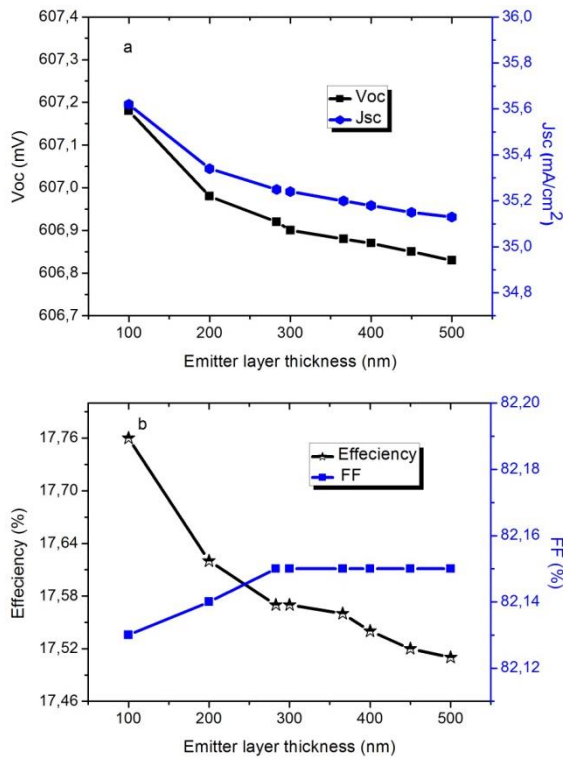 a
607,4
607,2
607,0
606,9
606,8
606,7
Voc (mV)
36,0
35,8
35,6
35,4
35,2
35,0
34,8
Jsc (mA/cm²)
Voc
Jsc
100 200 300 400 500
Emitter layer thickness (nm)
b
17,76
17,70
17,64
17,58
17,52
17,46
Effeciency (%)
82,20
82,18
82,16
82,14
82,12
FF (%)
Effeciency
FF
100 200 300 400 500
Emitter layer thickness (nm)